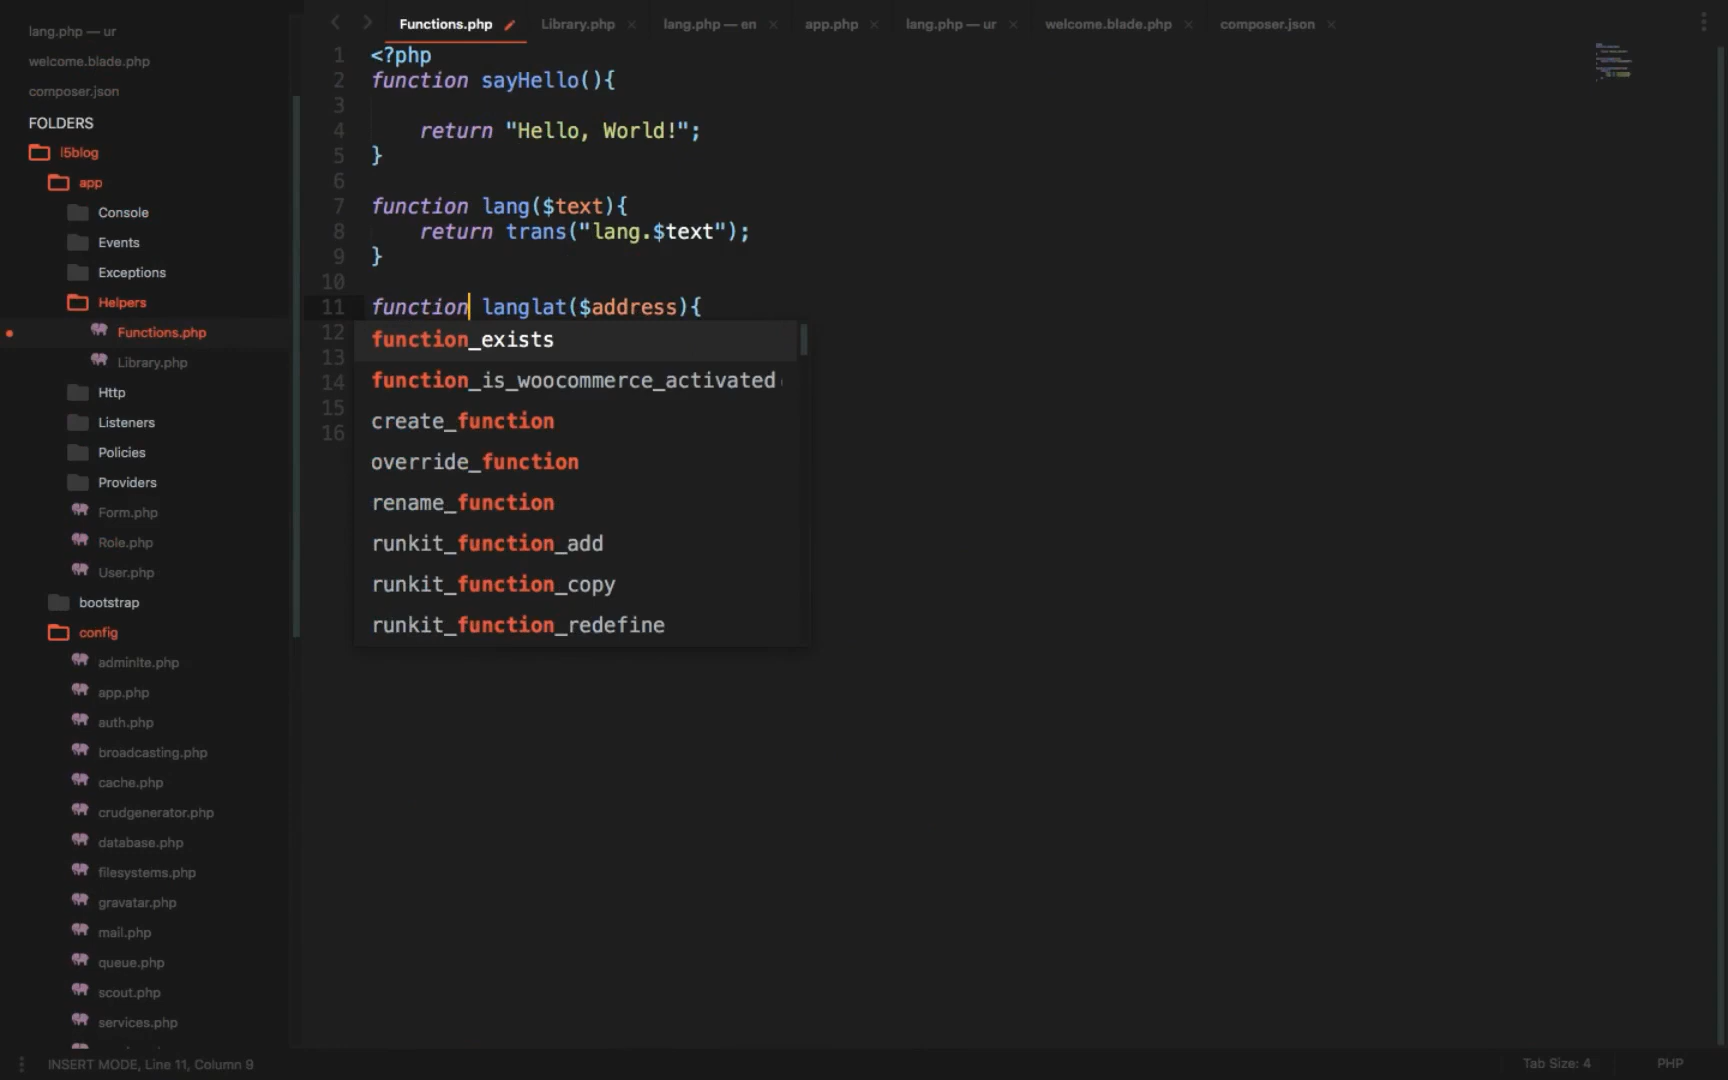 lang.php — ur
welcome.blade.php
composer.json
FOLDERS
l5blog
app
Console
Events
Exceptions
Helpers
Functions.php
Library.php
Http
Listeners
Policies
Providers
Form.php
Role.php
User.php
bootstrap
config
adminlte.php
app.php
auth.php
broadcasting.php
cache.php
crudgenerator.php
database.php
filesystems.php
gravatar.php
mail.php
queue.php
scout.php
services.php
Functions.php Library.php × lang.php — en × app.php × lang.php — ur × welcome.blade.php × composer.json ×
1 <?php
2 function sayHello(){
3
4 return "Hello, World!";
5 }
6
7 function lang($text){
8 return trans("lang.$text");
9 }
10
11 function langlat($address){
12 function_exists
13
14 function_is_woocommerce_activated
15 create_function
16
override_function
rename_function
runkit_function_add
runkit_function_copy
runkit_function_redefine
INSERT MODE, Line 11, Column 9 Tab Size: 4 PHP